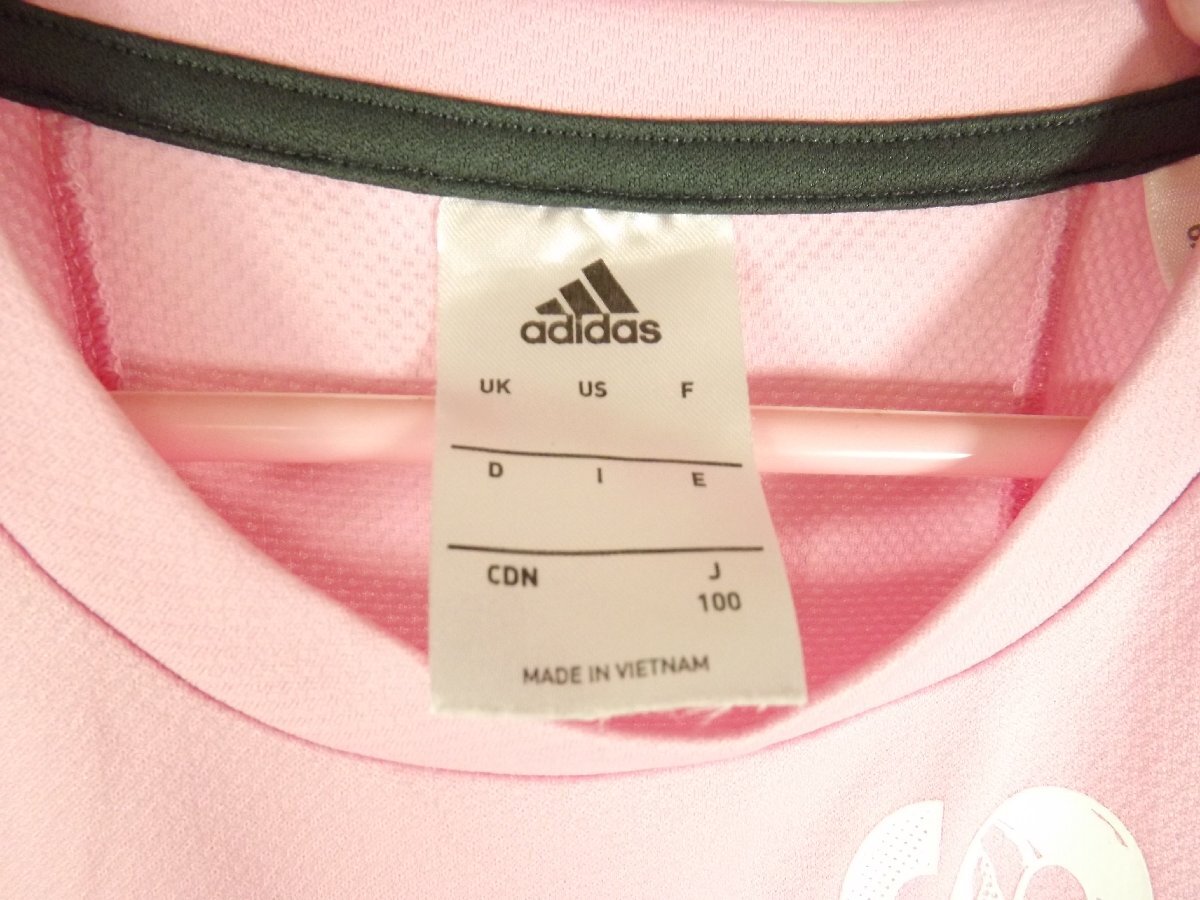 adidas
UK US F
D I E
CDN J
100
MADE IN VIETNAM